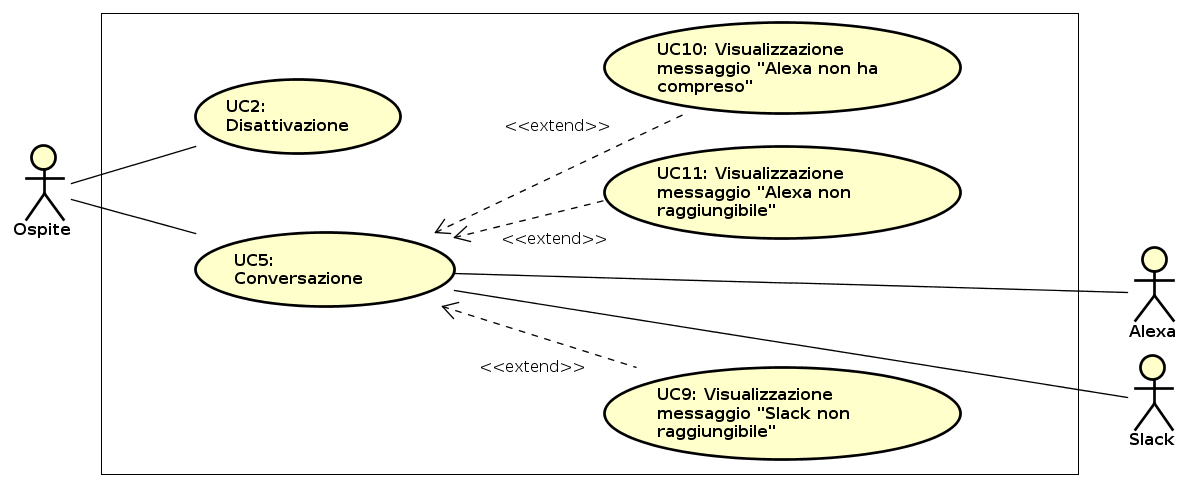 UC10: Visualizzazione
messaggio "Alexa non ha
compreso"
UC2:
Disattivazione
<<extend>>
UC11: Visualizzazione
messaggio "Alexa non
raggiungibile"
Ospite
<<extend>>
UC5:
Conversazione
Alexa
<<extend>>
UC9: Visualizzazione
messaggio "Slack non
raggiungibile"
Slack